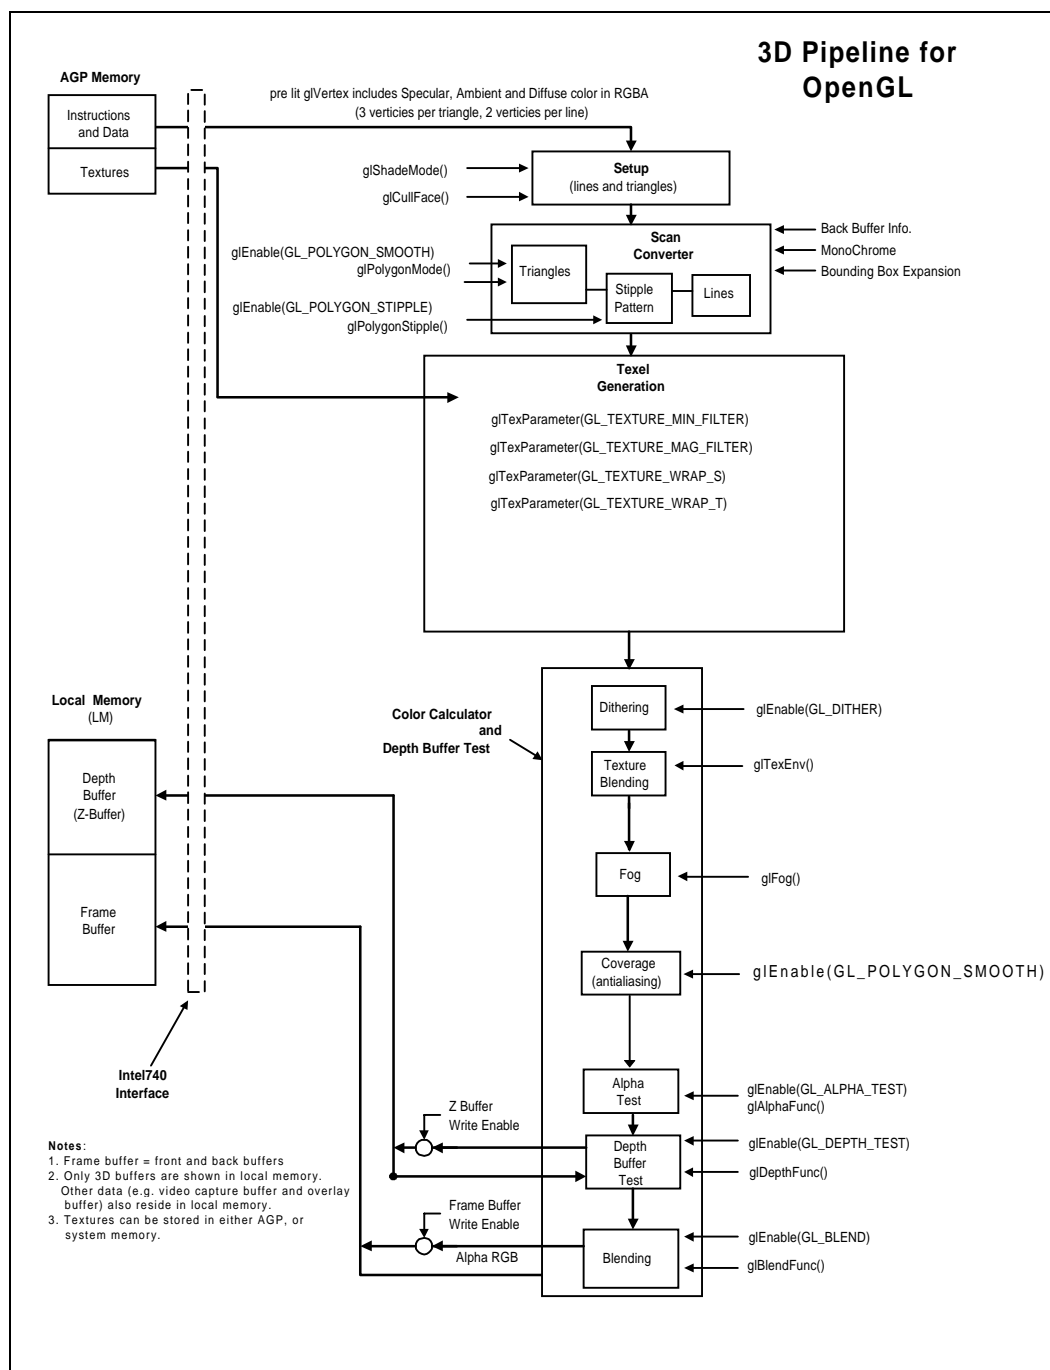 3D Pipeline for
OpenGL
AGP Memory
Instructions
and Data
Textures
pre lit glVertex includes Specular, Ambient and Diffuse color in RGBA
(3 verticies per triangle, 2 verticies per line)
Setup
(lines and triangles)
glShadeMode()
glCullFace()
Scan
Converter
Back Buffer Info.
MonoChrome
Bounding Box Expansion
glEnable(GL_POLYGON_SMOOTH)
glPolygonMode()
glEnable(GL_POLYGON_STIPPLE)
glPolygonStipple()
Triangles
Stipple
Pattern
Lines
Texel
Generation
glTexParameter(GL_TEXTURE_MIN_FILTER)
glTexParameter(GL_TEXTURE_MAG_FILTER)
glTexParameter(GL_TEXTURE_WRAP_S)
glTexParameter(GL_TEXTURE_WRAP_T)
Local Memory
(LM)
Depth
Buffer
(Z-Buffer)
Frame
Buffer
Color Calculator
and
Depth Buffer Test
Dithering
glEnable(GL_DITHER)
Texture
Blending
glTexEnv()
Fog
glFog()
Coverage
(antialiasing)
glEnable(GL_POLYGON_SMOOTH)
Intel740
Interface
Alpha
Test
glEnable(GL_ALPHA_TEST)
glAlphaFunc()
Z Buffer
Write Enable
Depth
Buffer
Test
glEnable(GL_DEPTH_TEST)
glDepthFunc()
Frame Buffer
Write Enable
Alpha RGB
Blending
glEnable(GL_BLEND)
glBlendFunc()
Notes:
1. Frame buffer = front and back buffers
2. Only 3D buffers are shown in local memory.
Other data (e.g. video capture buffer and overlay
buffer) also reside in local memory.
3. Textures can be stored in either AGP, or
system memory.